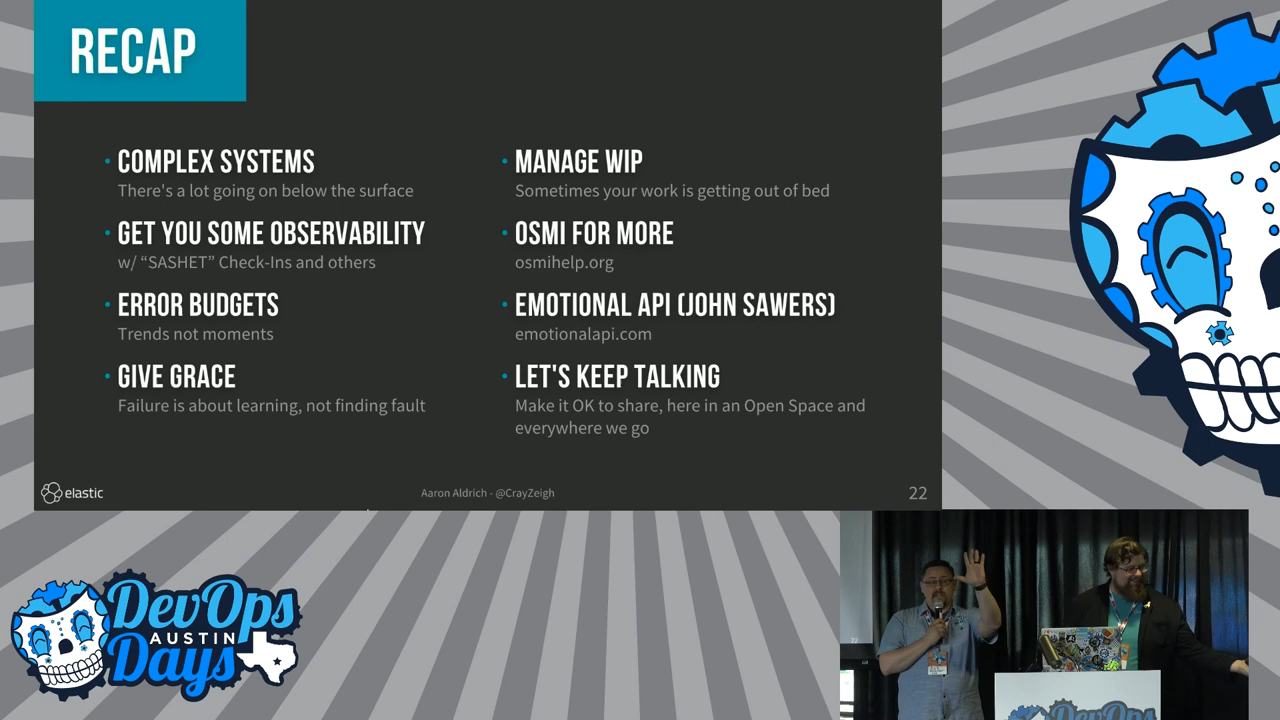 RECAP
• COMPLEX SYSTEMS
There's a lot going on below the surface
• GET YOU SOME OBSERVABILITY
w/ “SASHET” Check-Ins and others
• ERROR BUDGETS
Trends not moments
• GIVE GRACE
Failure is about learning, not finding fault
• MANAGE WIP
Sometimes your work is getting out of bed
• OSMI FOR MORE
osmihelp.org
• EMOTIONAL API (JOHN SAWERS)
emotionalapi.com
• LET'S KEEP TALKING
Make it OK to share, here in an Open Space and
everywhere we go
elastic
Aaron Aldrich - @CrayZeigh
22
DevOps
AUSTIN
Days
DevOps